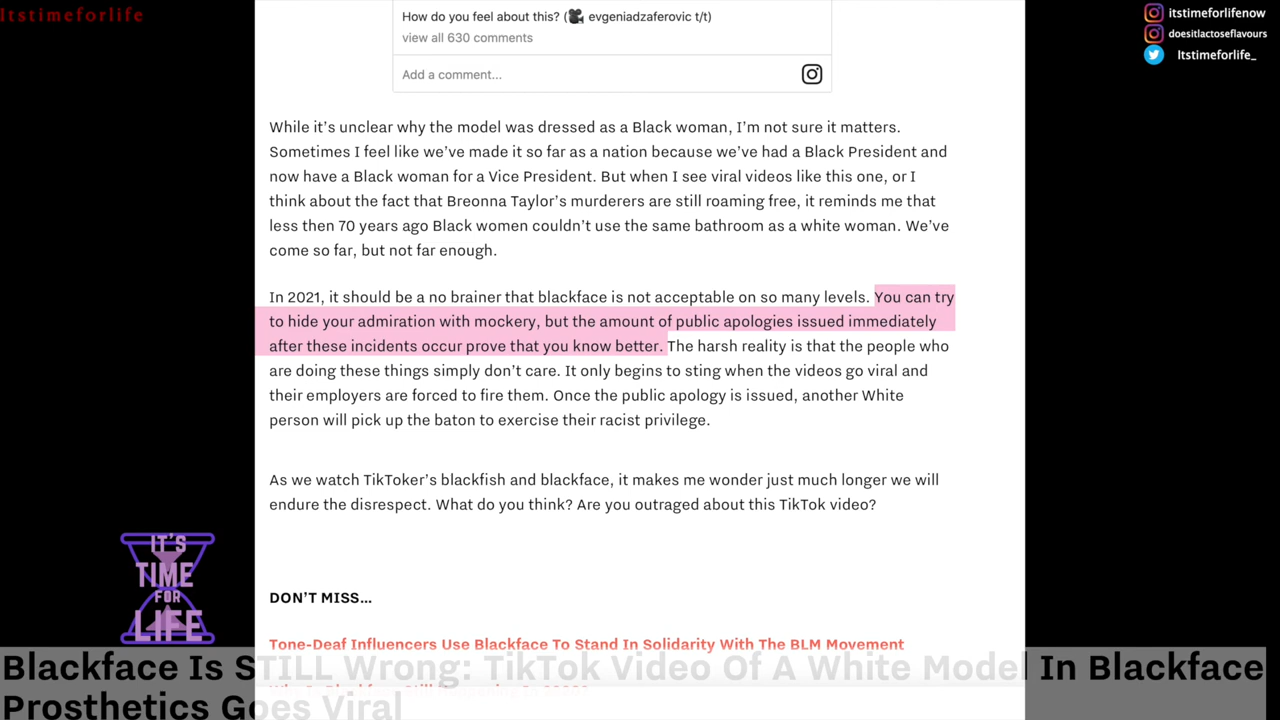 Itstimeforlife
itstimeforlifenow
doesitlactoseflavours
Itstimeforlife_
How do you feel about this? (🎥 evgeniadzaferovic t/t)
view all 630 comments
Add a comment...
While it’s unclear why the model was dressed as a Black woman, I’m not sure it matters.
Sometimes I feel like we’ve made it so far as a nation because we’ve had a Black President and
now have a Black woman for a Vice President. But when I see viral videos like this one, or I
think about the fact that Breonna Taylor’s murderers are still roaming free, it reminds me that
less then 70 years ago Black women couldn’t use the same bathroom as a white woman. We’ve
come so far, but not far enough.
In 2021, it should be a no brainer that blackface is not acceptable on so many levels. You can try
to hide your admiration with mockery, but the amount of public apologies issued immediately
after these incidents occur prove that you know better. The harsh reality is that the people who
are doing these things simply don’t care. It only begins to sting when the videos go viral and
their employers are forced to fire them. Once the public apology is issued, another White
person will pick up the baton to exercise their racist privilege.
As we watch TikToker’s blackfish and blackface, it makes me wonder just much longer we will
endure the disrespect. What do you think? Are you outraged about this TikTok video?
DON’T MISS...
Tone-Deaf Influencers Use Blackface To Stand In Solidarity With The BLM Movement
IT'S
TIME
FOR
LIFE
Blackface Is STILL Wrong: TikTok Video Of A White Model In Blackface
Prosthetics Goes Viral